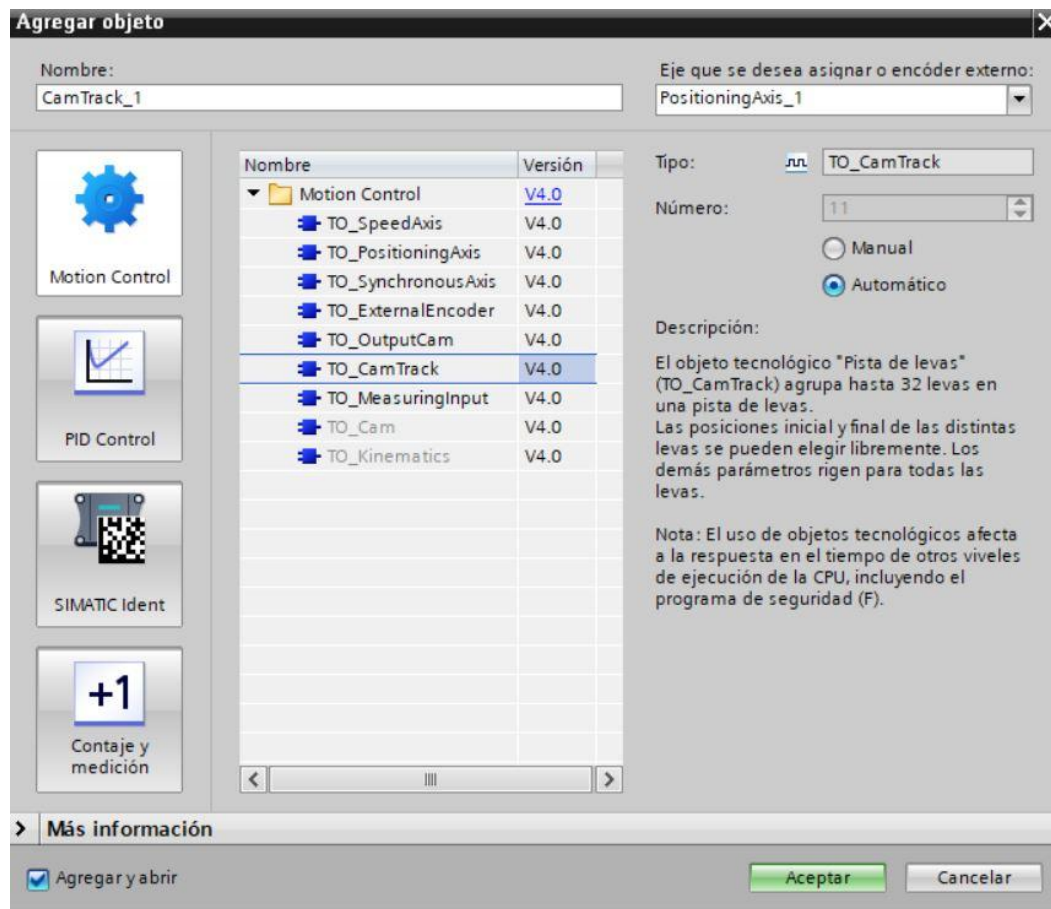 Agregar objeto
Nombre:
CamTrack_1
Eje que se desea asignar o encóder externo:
PositioningAxis_1
Motion Control
PID Control
SIMATIC Ident
+1
Contaje y
medición
Nombre Versión
Motion Control V4.0
TO_SpeedAxis V4.0
TO_PositioningAxis V4.0
TO_SynchronousAxis V4.0
TO_ExternalEncoder V4.0
TO_OutputCam V4.0
TO_CamTrack V4.0
TO_MeasuringInput V4.0
TO_Cam V4.0
TO_Kinematics V4.0
Tipo: TO_CamTrack
Número: 11
Manual
Automático
Descripción:
El objeto tecnológico "Pista de levas"
(TO_CamTrack) agrupa hasta 32 levas en
una pista de levas.
Las posiciones inicial y final de las distintas
levas se pueden elegir libremente. Los
demás parámetros rigen para todas las
levas.
Nota: El uso de objetos tecnológicos afecta
a la respuesta en el tiempo de otros viveles
de ejecución de la CPU, incluyendo el
programa de seguridad (F).
Más información
Agregar y abrir
Aceptar
Cancelar